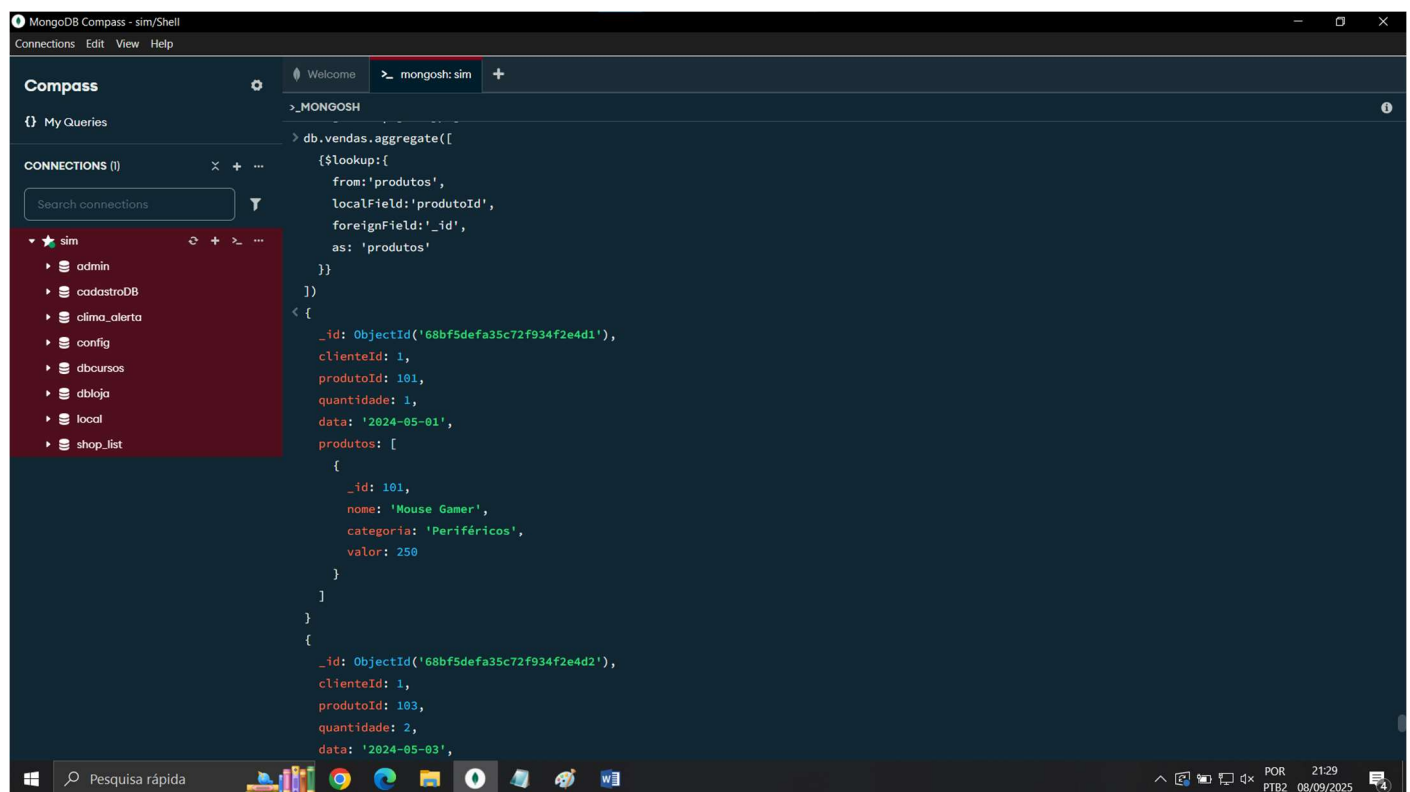 MongoDB Compass - sim/Shell
Connections Edit View Help
Compass
{} My Queries
CONNECTIONS (1)
Search connections
sim
admin
cadastroDB
clima_alerta
config
dbcursos
dbloja
local
shop_list
Welcome
>_ mongosh: sim
>_MONGOSH
> db.vendas.aggregate([
{$lookup:{
from:'produtos',
localField:'produtoId',
foreignField:'_id',
as: 'produtos'
}}
])
< {
_id: ObjectId('68bf5defa35c72f934f2e4d1'),
clienteId: 1,
produtoId: 101,
quantidade: 1,
data: '2024-05-01',
produtos: [
{
_id: 101,
nome: 'Mouse Gamer',
categoria: 'Periféricos',
valor: 250
}
]
}
{
_id: ObjectId('68bf5defa35c72f934f2e4d2'),
clienteId: 1,
produtoId: 103,
quantidade: 2,
data: '2024-05-03',
Pesquisa rápida
POR
PTB2
21:29
08/09/2025
4